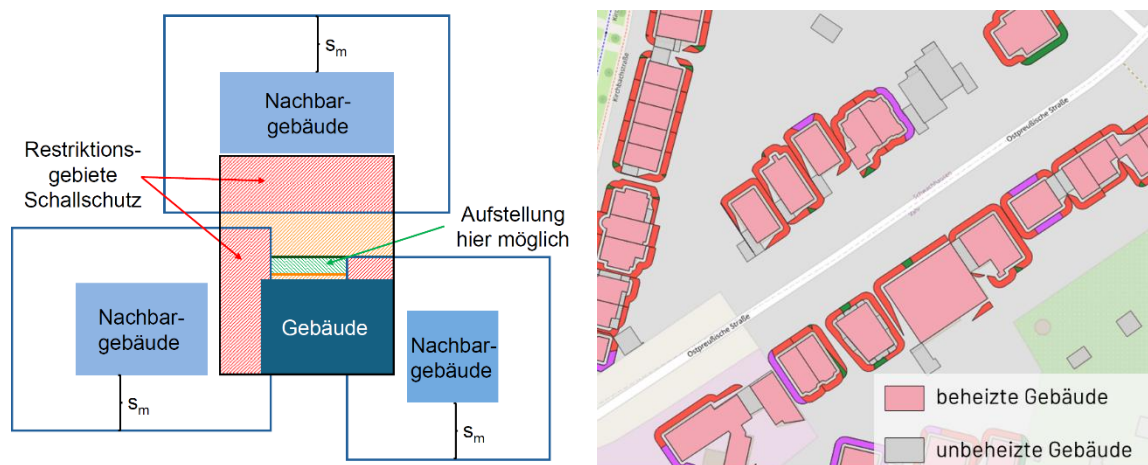 sm
Nachbar-
gebäude
Restriktions-
gebiete
Schallschutz
Aufstellung
hier möglich
Nachbar-
gebäude
Gebäude
Nachbar-
gebäude
sm
sm
Kirchbachstraße
Ostpreußische Straße
Ostpreußische Straße
beheizte Gebäude
unbeheizte Gebäude